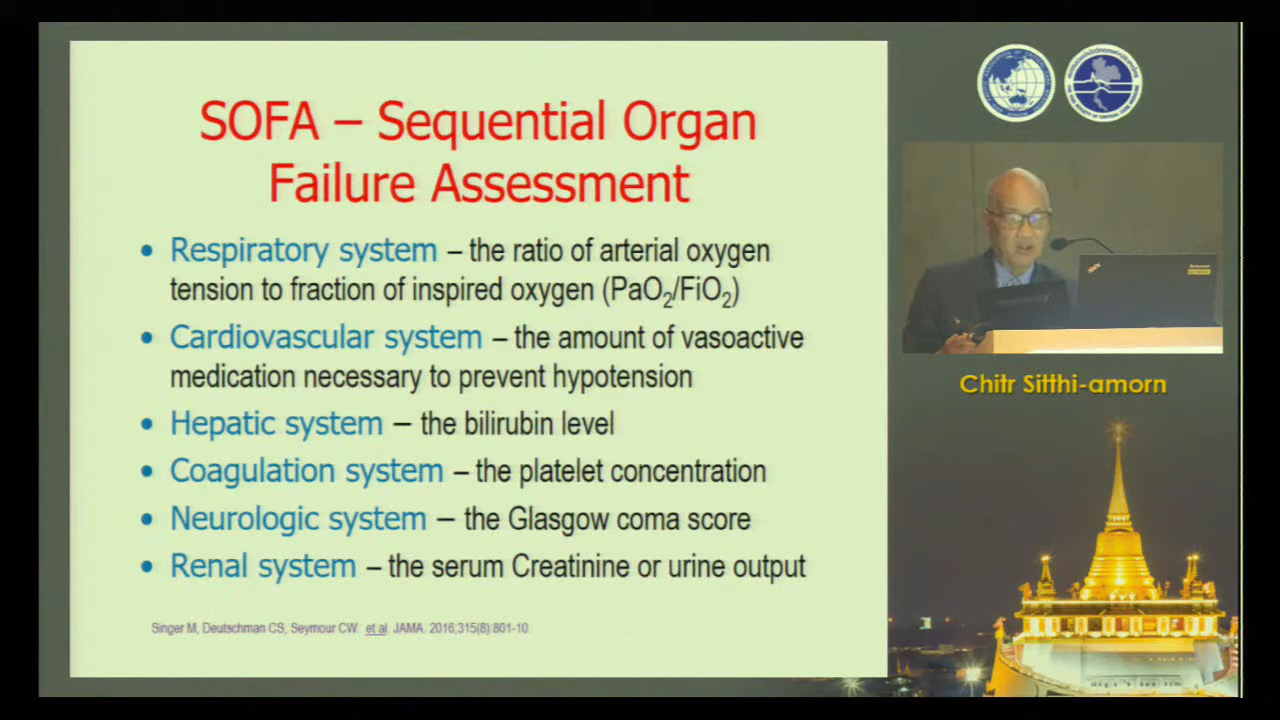 SOFA – Sequential Organ
Failure Assessment
• Respiratory system – the ratio of arterial oxygen
tension to fraction of inspired oxygen (PaO₂/FiO₂)
• Cardiovascular system – the amount of vasoactive
medication necessary to prevent hypotension
• Hepatic system – the bilirubin level
• Coagulation system – the platelet concentration
• Neurologic system – the Glasgow coma score
• Renal system – the serum Creatinine or urine output
Singer M, Deutschman CS, Seymour CW. et al. JAMA. 2016;315(8):801-10
Chitr Sitthi-amorn